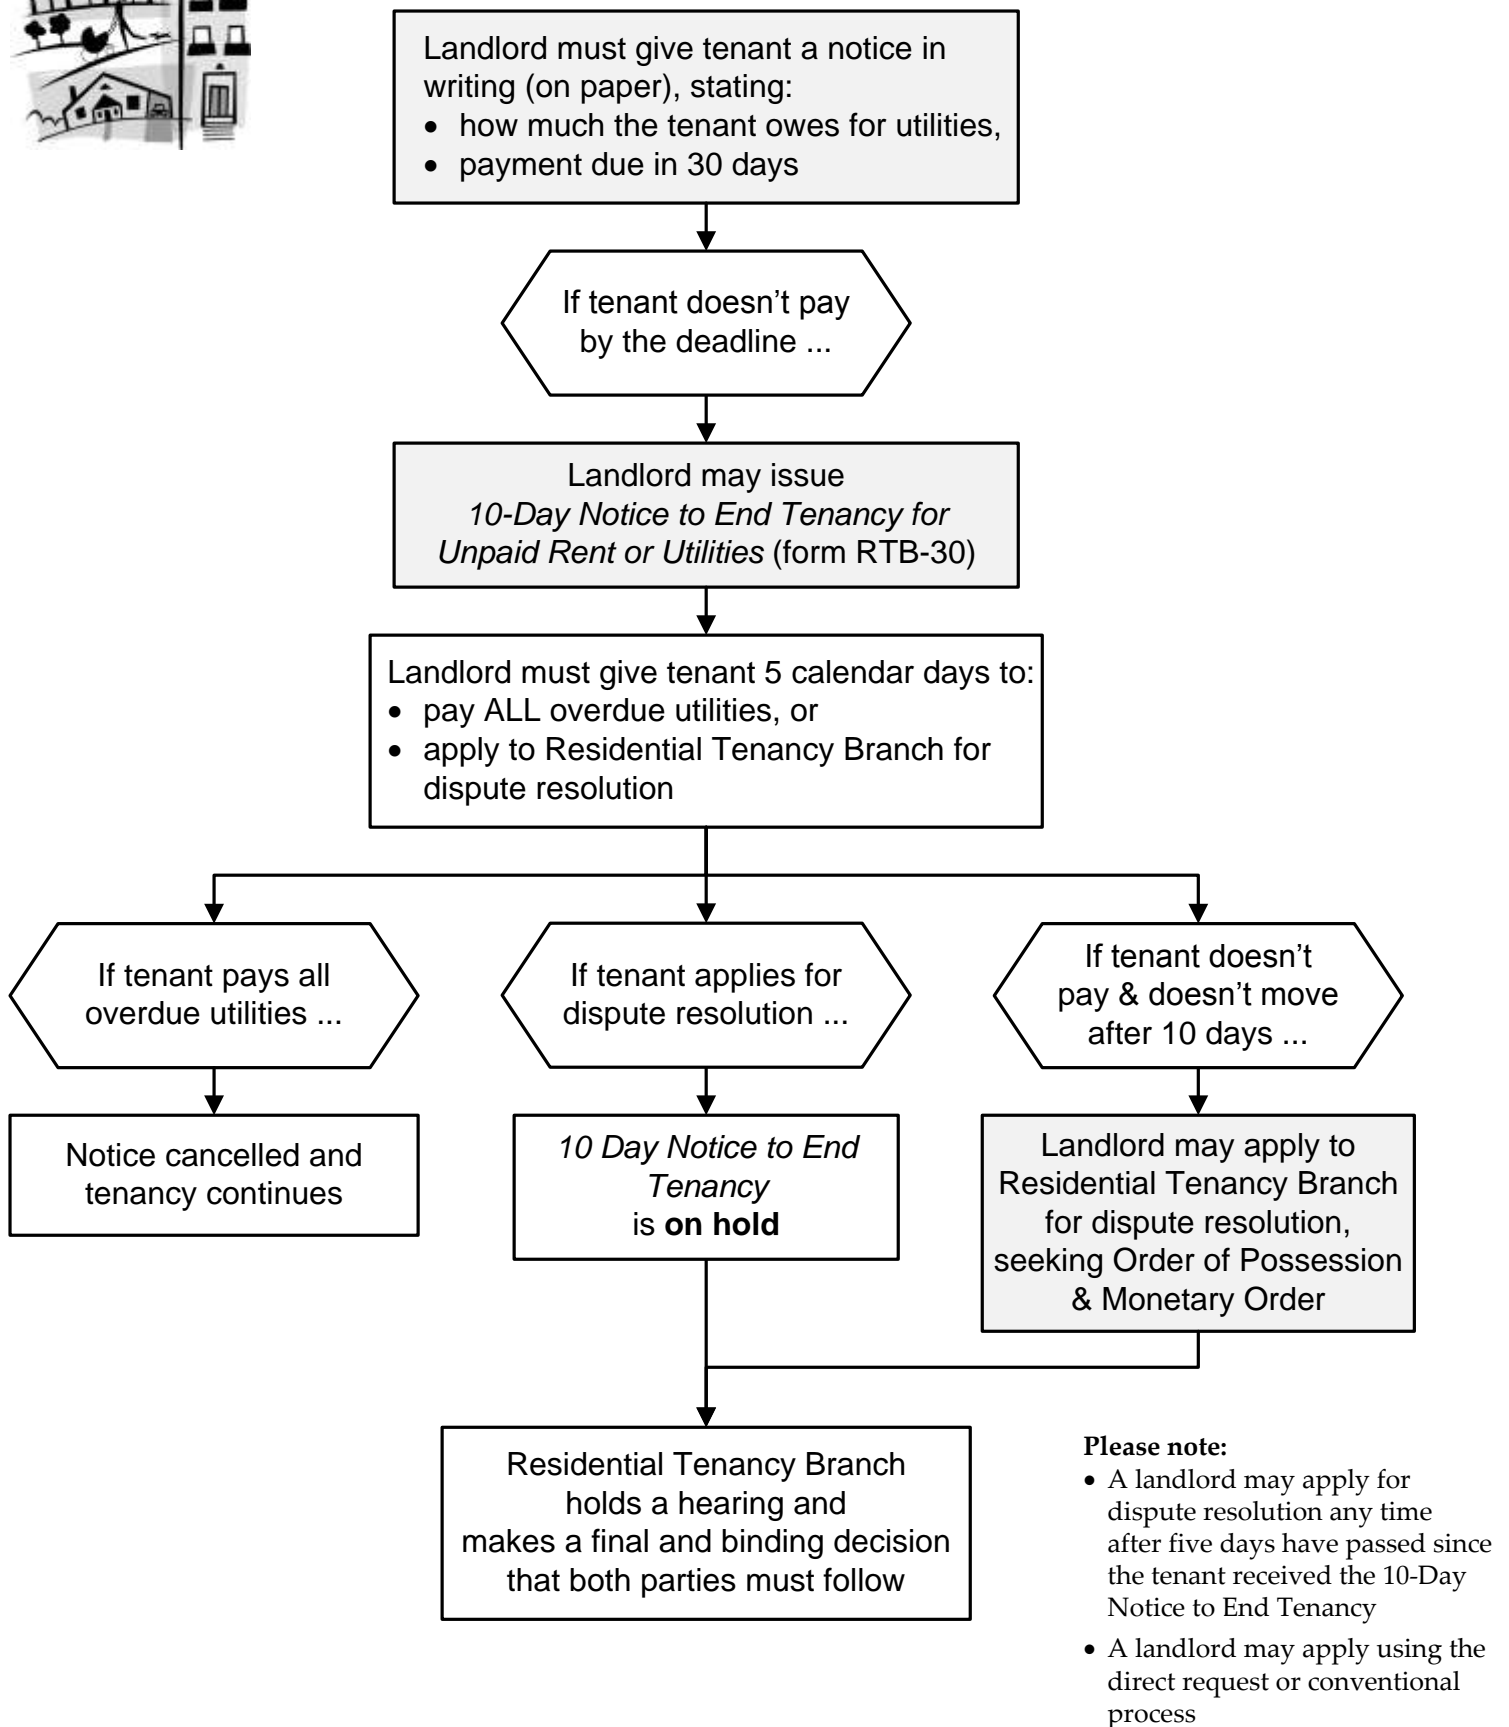 Landlord must give tenant a notice in
writing (on paper), stating:
• how much the tenant owes for utilities,
• payment due in 30 days
If tenant doesn’t pay
by the deadline ...
Landlord may issue
10-Day Notice to End Tenancy for
Unpaid Rent or Utilities (form RTB-30)
Landlord must give tenant 5 calendar days to:
• pay ALL overdue utilities, or
• apply to Residential Tenancy Branch for
dispute resolution
If tenant pays all
overdue utilities ...
If tenant applies for
dispute resolution ...
If tenant doesn’t
pay & doesn’t move
after 10 days ...
Notice cancelled and
tenancy continues
10 Day Notice to End
Tenancy
is on hold
Landlord may apply to
Residential Tenancy Branch
for dispute resolution,
seeking Order of Possession
& Monetary Order
Residential Tenancy Branch
holds a hearing and
makes a final and binding decision
that both parties must follow
Please note:
• A landlord may apply for
dispute resolution any time
after five days have passed since
the tenant received the 10-Day
Notice to End Tenancy
• A landlord may apply using the
direct request or conventional
process